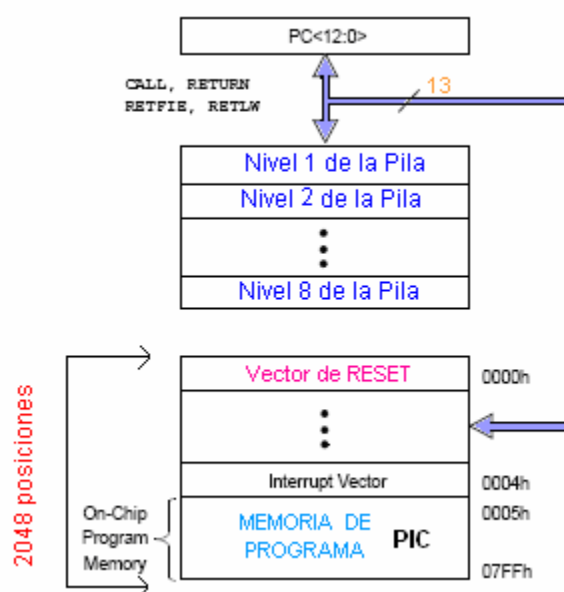 PC<12:0>
CALL, RETURN
RETFIE, RETLW
13
Nivel 1 de la Pila
Nivel 2 de la Pila
Nivel 8 de la Pila
2048 posiciones
Vector de RESET
0000h
Interrupt Vector
0004h
On-Chip
Program
Memory
MEMORIA DE
PROGRAMA
PIC
0005h
07FFh